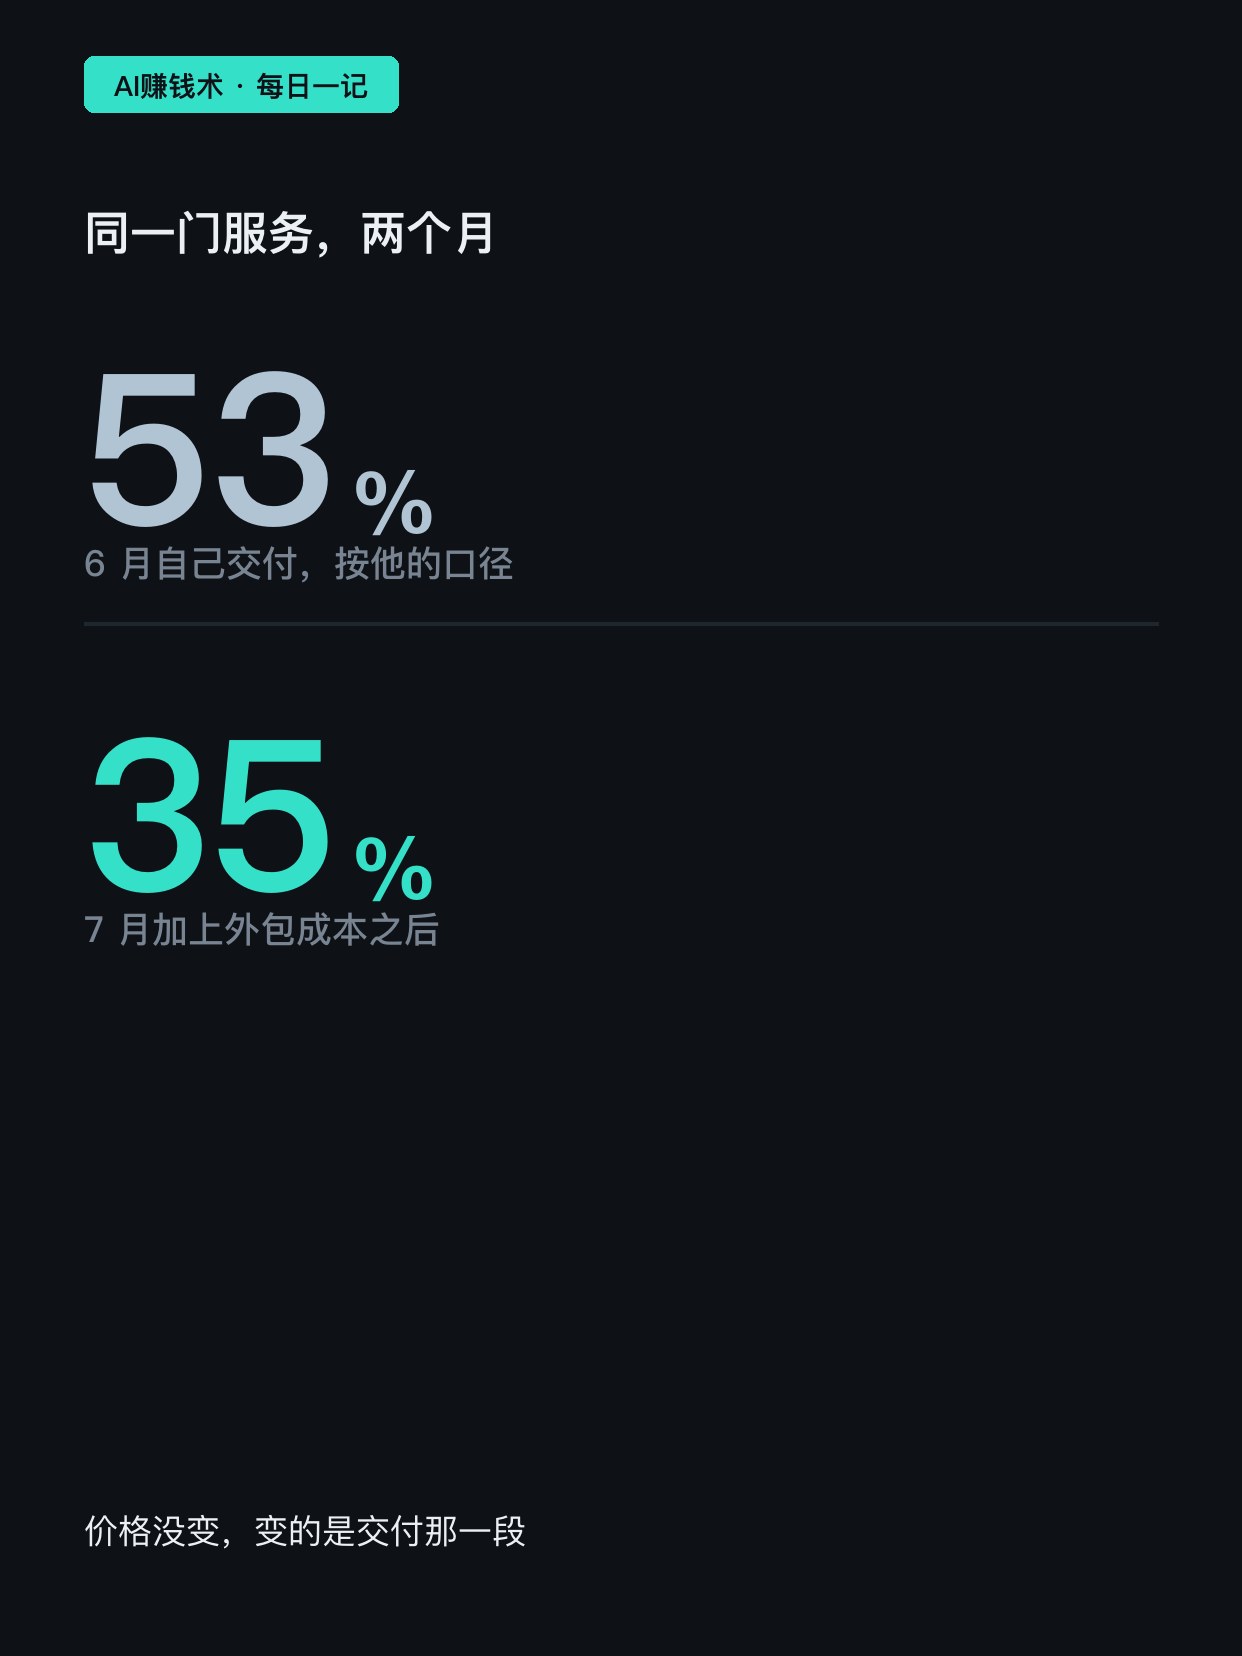 AI赚钱术 · 每日一记
同一门服务，两个月
53 %
6 月自己交付，按他的口径
35 %
7 月加上外包成本之后
价格没变，变的是交付那一段